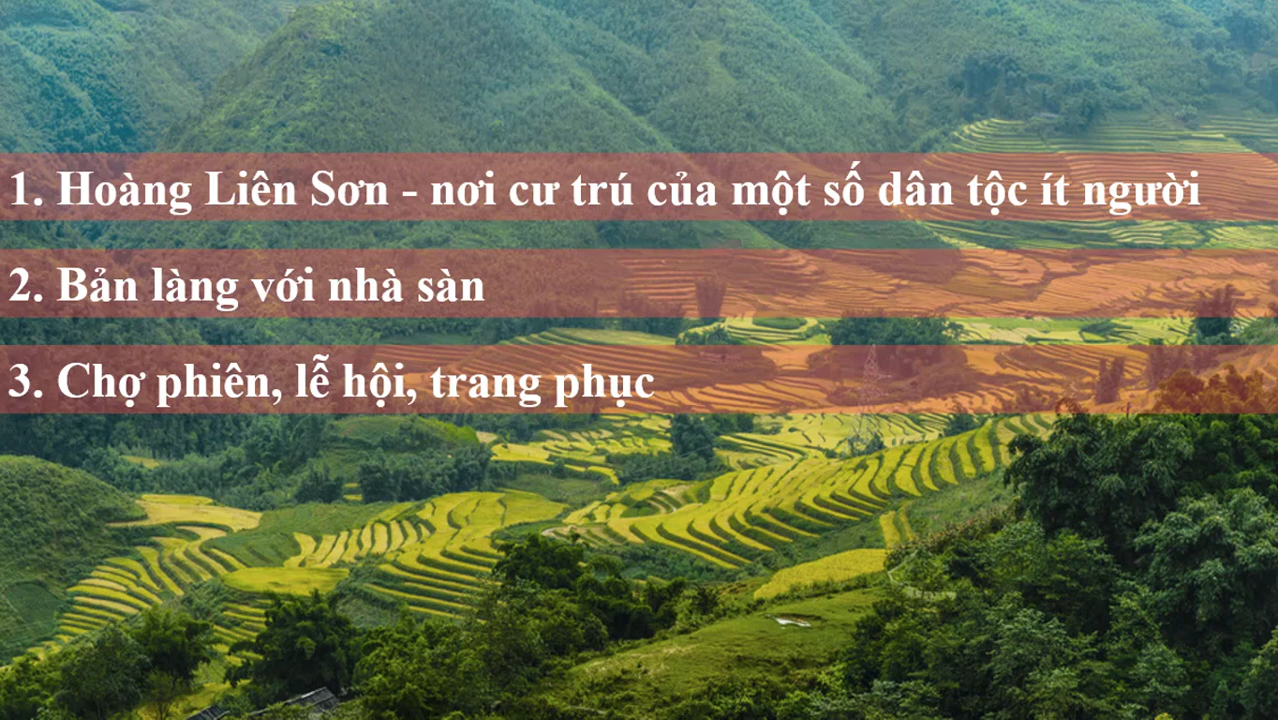 1. Hoàng Liên Sơn - nơi cư trú của một số dân tộc ít người
2. Bản làng với nhà sàn
3. Chợ phiên, lễ hội, trang phục